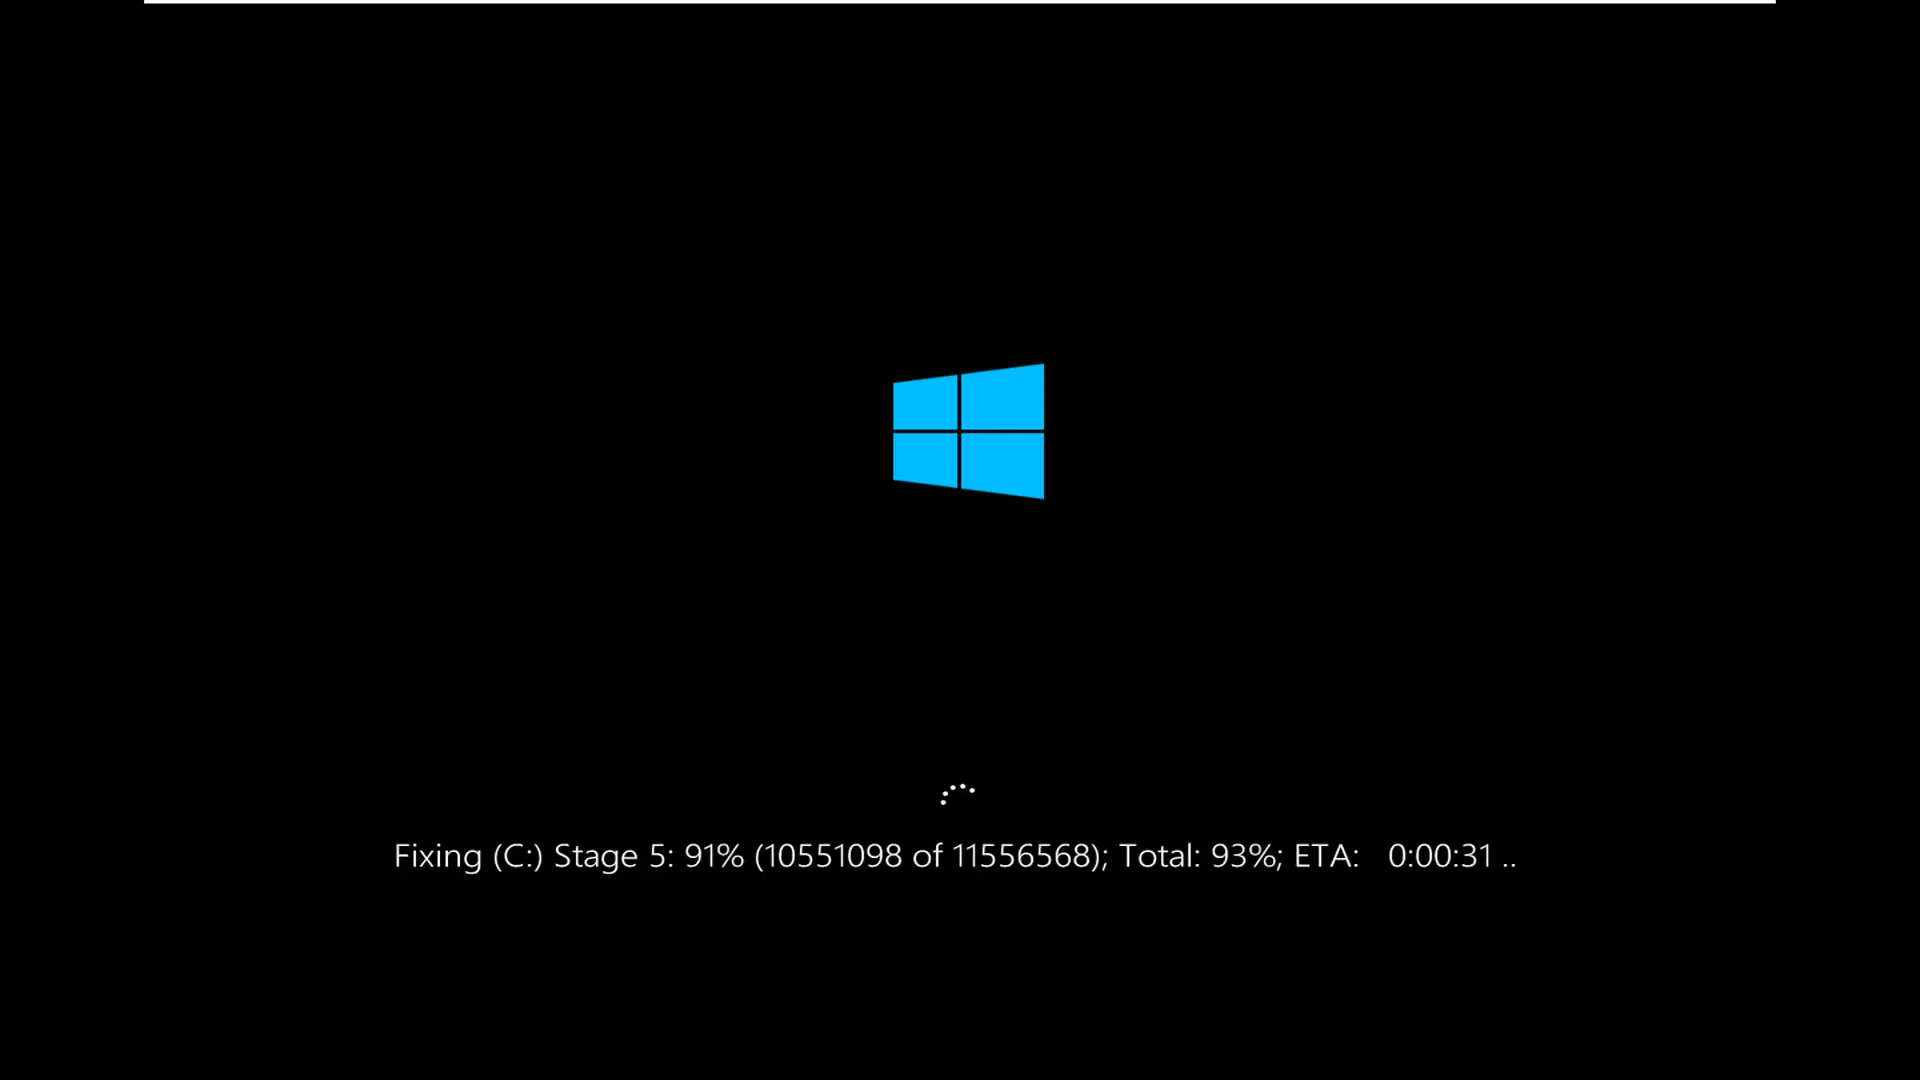 Fixing (C:) Stage 5: 91% (10551098 of 11556568); Total: 93%; ETA:   0:00:31 ..